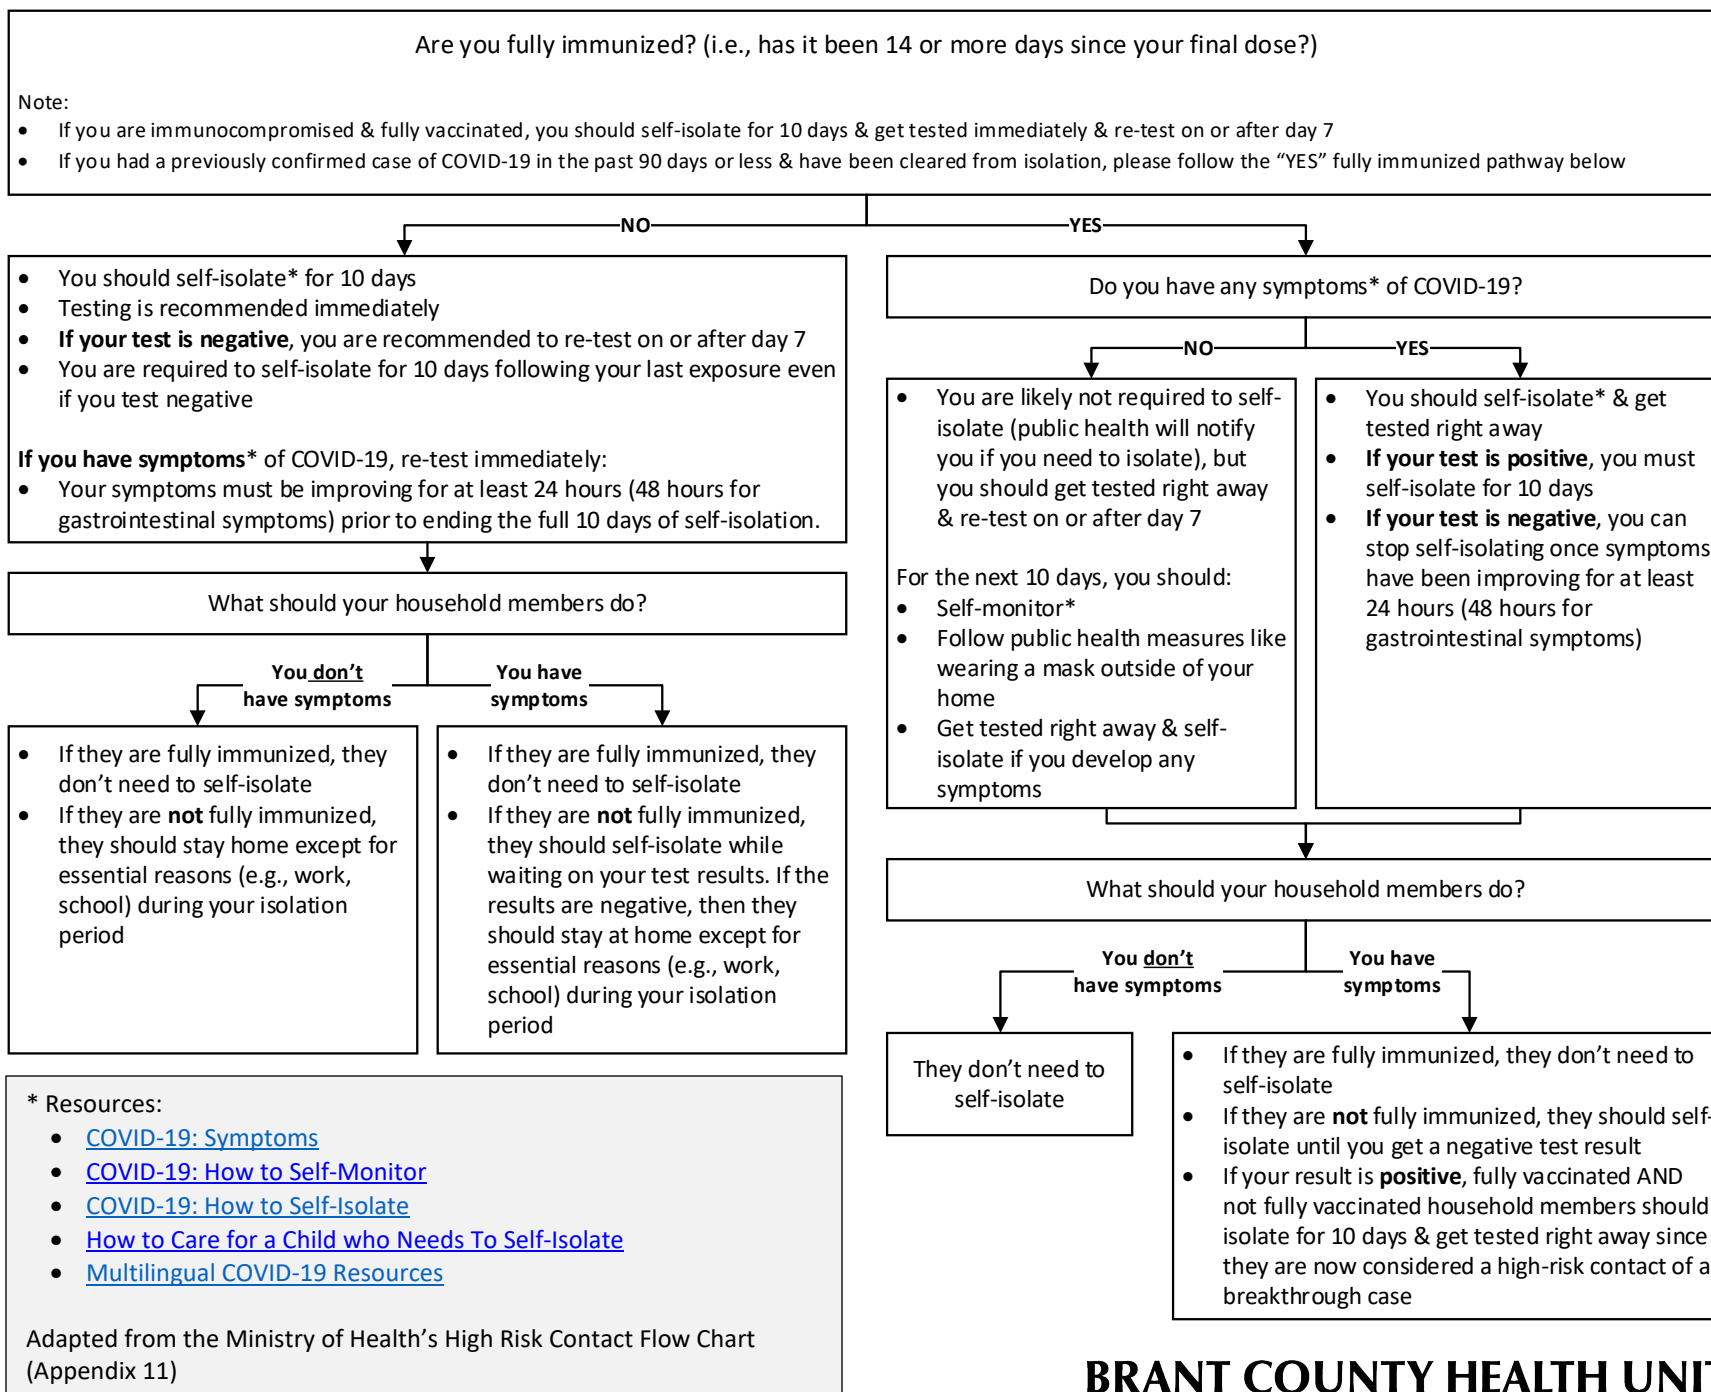 Are you fully immunized? (i.e., has it been 14 or more days since your final dose?)
Note:
• If you are immunocompromised & fully vaccinated, you should self-isolate for 10 days & get tested immediately & re-test on or after day 7
• If you had a previously confirmed case of COVID-19 in the past 90 days or less & have been cleared from isolation, please follow the “YES” fully immunized pathway below
NO
YES
• You should self-isolate* for 10 days
• Testing is recommended immediately
• If your test is negative, you are recommended to re-test on or after day 7
• You are required to self-isolate for 10 days following your last exposure even
if you test negative
If you have symptoms* of COVID-19, re-test immediately:
• Your symptoms must be improving for at least 24 hours (48 hours for
gastrointestinal symptoms) prior to ending the full 10 days of self-isolation.
What should your household members do?
You don’t
have symptoms
You have
symptoms
• If they are fully immunized, they
don’t need to self-isolate
• If they are not fully immunized,
they should stay home except for
essential reasons (e.g., work,
school) during your isolation
period
• If they are fully immunized, they
don’t need to self-isolate
• If they are not fully immunized,
they should self-isolate while
waiting on your test results. If the
results are negative, then they
should stay at home except for
essential reasons (e.g., work,
school) during your isolation
period
Do you have any symptoms* of COVID-19?
NO
YES
• You are likely not required to self-
isolate (public health will notify
you if you need to isolate), but
you should get tested right away
& re-test on or after day 7
For the next 10 days, you should:
• Self-monitor*
• Follow public health measures like
wearing a mask outside of your
home
• Get tested right away & self-
isolate if you develop any
symptoms
• You should self-isolate* & get
tested right away
• If your test is positive, you must
self-isolate for 10 days
• If your test is negative, you can
stop self-isolating once symptoms
have been improving for at least
24 hours (48 hours for
gastrointestinal symptoms)
What should your household members do?
You don’t
have symptoms
You have
symptoms
They don’t need to
self-isolate
• If they are fully immunized, they don’t need to
self-isolate
• If they are not fully immunized, they should self-
isolate until you get a negative test result
• If your result is positive, fully vaccinated AND
not fully vaccinated household members should
isolate for 10 days & get tested right away since
they are now considered a high-risk contact of a
breakthrough case
* Resources:
• COVID-19: Symptoms
• COVID-19: How to Self-Monitor
• COVID-19: How to Self-Isolate
• How to Care for a Child who Needs To Self-Isolate
• Multilingual COVID-19 Resources
Adapted from the Ministry of Health’s High Risk Contact Flow Chart
(Appendix 11)
BRANT COUNTY HEALTH UNIT